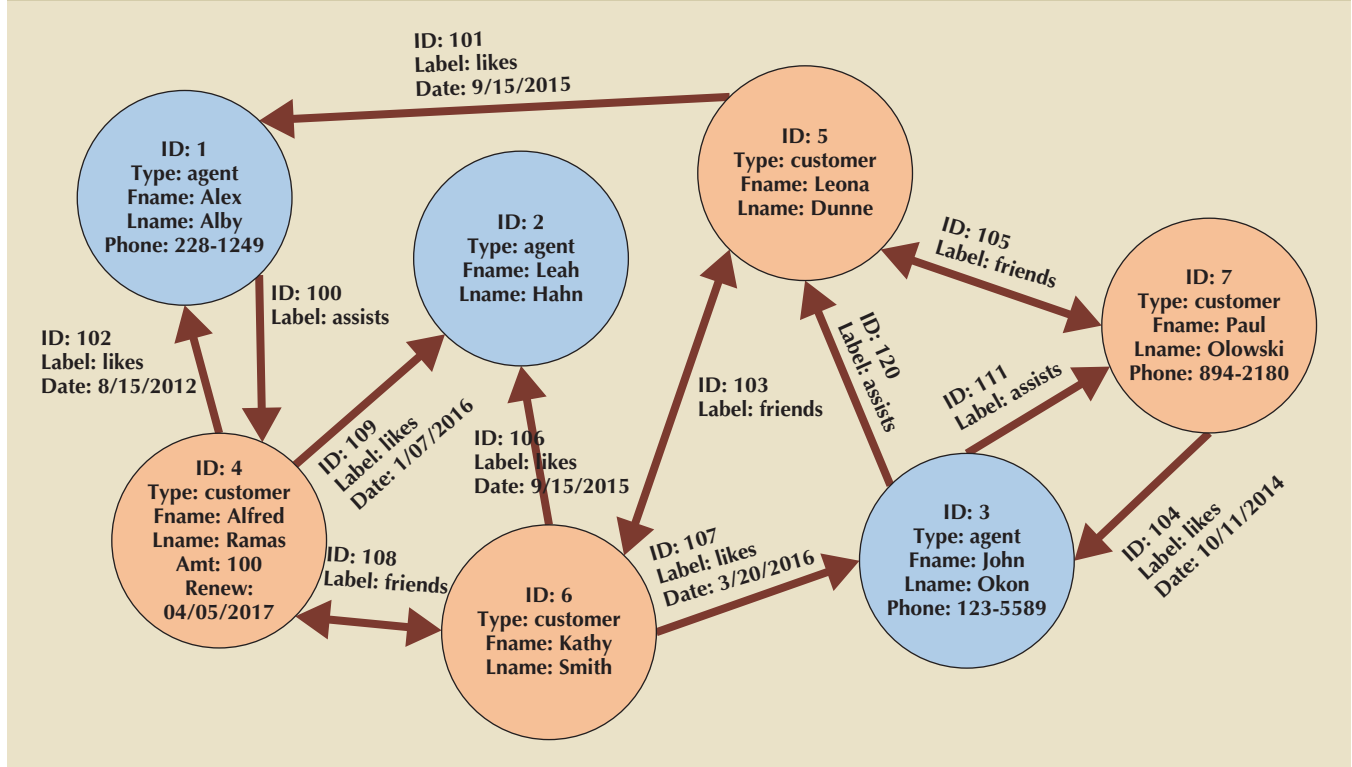 ID: 101
Label: likes
Date: 9/15/2015
ID: 1
Type: agent
Fname: Alex
Lname: Alby
Phone: 228-1249
ID: 2
Type: agent
Fname: Leah
Lname: Hahn
ID: 5
Type: customer
Fname: Leona
Lname: Dunne
ID: 105
Label: friends
ID: 7
Type: customer
Fname: Paul
Lname: Olowski
Phone: 894-2180
ID: 100
Label: assists
ID: 102
Label: likes
Date: 8/15/2012
ID: 120
Label: assists
ID: 103
Label: friends
ID: 111
Label: assists
ID: 109
Label: likes
Date: 1/07/2016
ID: 106
Label: likes
Date: 9/15/2015
ID: 4
Type: customer
Fname: Alfred
Lname: Ramas
Amt: 100
Renew:
04/05/2017
ID: 108
Label: friends
ID: 6
Type: customer
Fname: Kathy
Lname: Smith
ID: 107
Label: likes
Date: 3/20/2016
ID: 3
Type: agent
Fname: John
Lname: Okon
Phone: 123-5589
ID: 104
Label: likes
Date: 10/11/2014